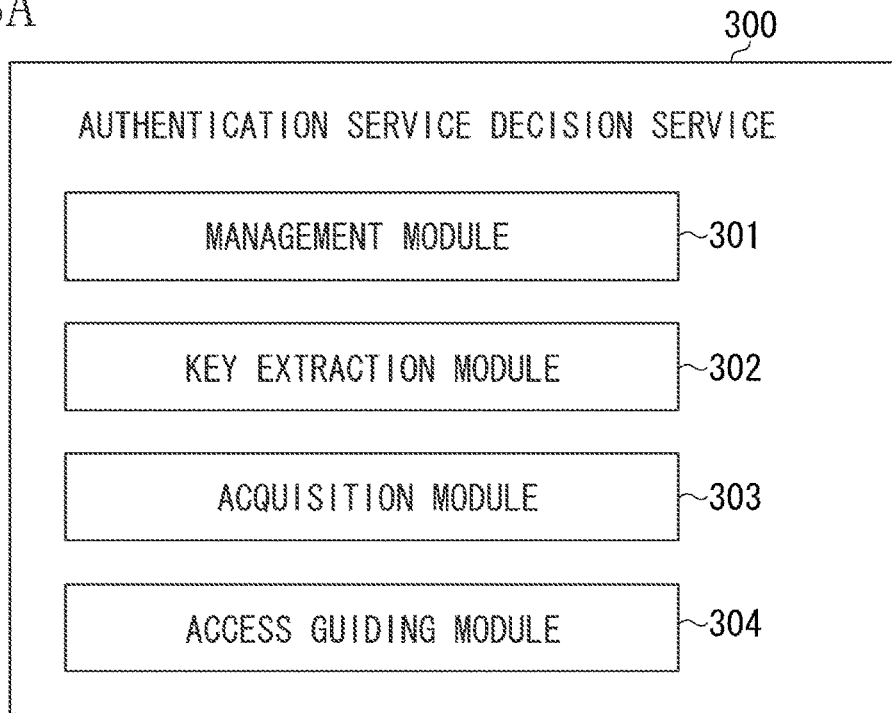 300
AUTHENTICATION SERVICE DECISION SERVICE
MANAGEMENT MODULE 301
KEY EXTRACTION MODULE 302
ACQUISITION MODULE 303
ACCESS GUIDING MODULE 304